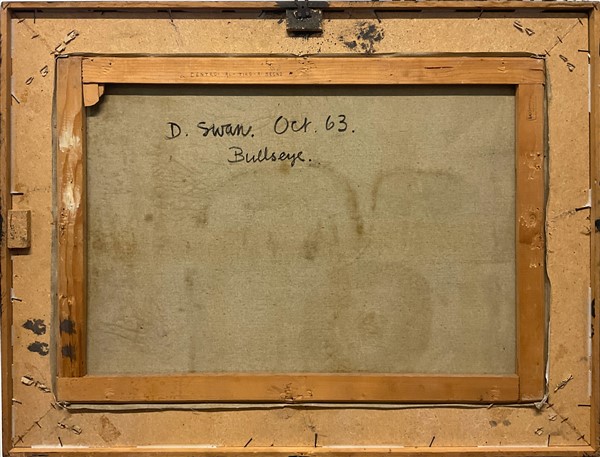 D. Swan. Oct. 63.
Bullseye.